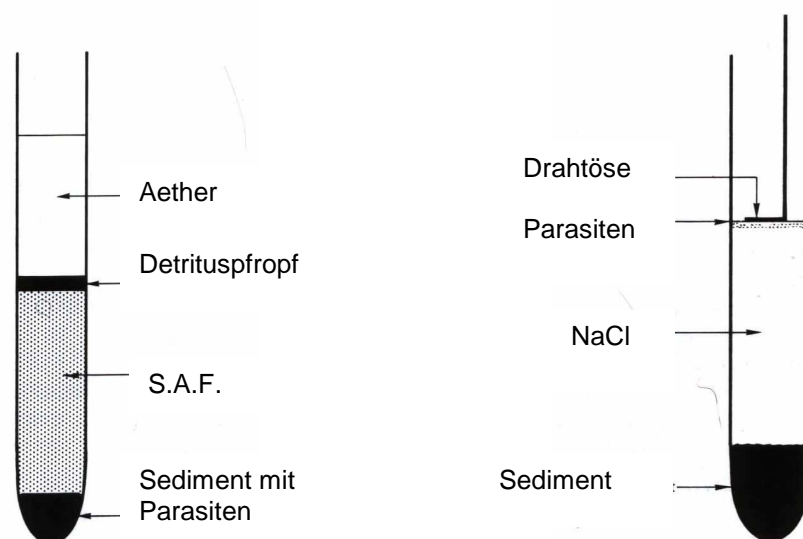 Aether
Detrituspfropf
S.A.F.
Sediment mit
Parasiten
Drahtöse
Parasiten
NaCl
Sediment